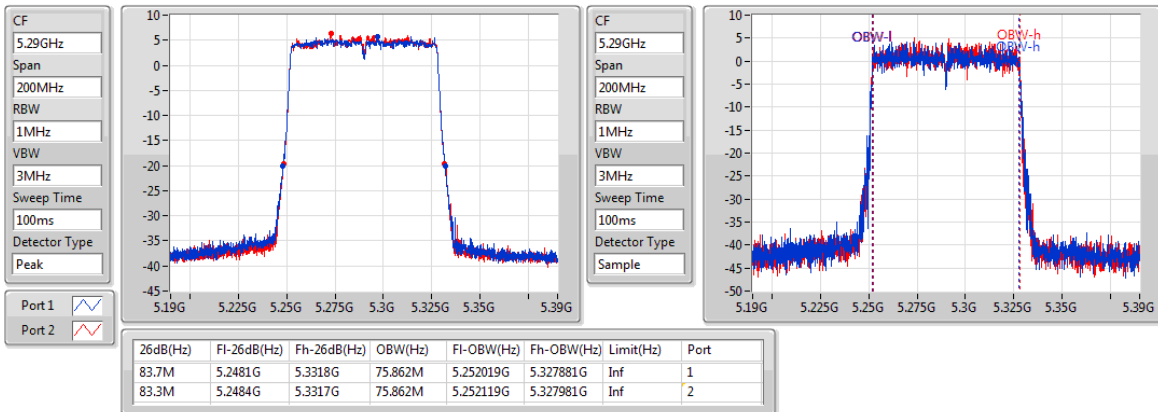 CF
5.29GHz
Span
200MHz
RBW
1MHz
VBW
3MHz
Sweep Time
100ms
Detector Type
Peak
Port 1
Port 2
10
5
0
-5
-10
-15
-20
-25
-30
-35
-40
-45
5.19G 5.225G 5.25G 5.275G 5.3G 5.325G 5.35G 5.39G
CF
5.29GHz
Span
200MHz
RBW
1MHz
VBW
3MHz
Sweep Time
100ms
Detector Type
Sample
10
5
0
-5
-10
-15
-20
-25
-30
-35
-40
-45
-50
OBW-l
OBW-h
OBW-h
5.19G 5.225G 5.25G 5.275G 5.3G 5.325G 5.35G 5.39G
26dB(Hz) Fl-26dB(Hz) Fh-26dB(Hz) OBW(Hz) Fl-OBW(Hz) Fh-OBW(Hz) Limit(Hz) Port
83.7M 5.2481G 5.3318G 75.862M 5.252019G 5.327881G Inf 1
83.3M 5.2484G 5.3317G 75.862M 5.252119G 5.327981G Inf 2